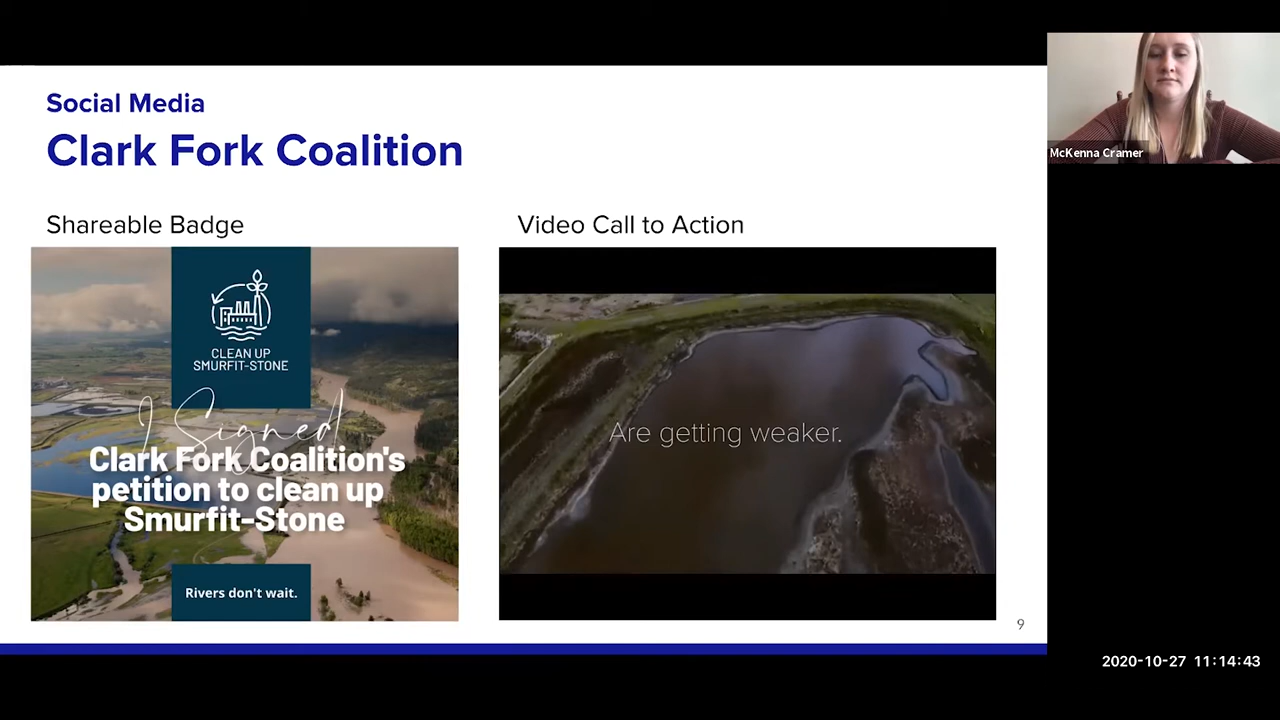 Social Media
Clark Fork Coalition
Shareable Badge
Video Call to Action
CLEAN UP
SMURFIT-STONE
I Signed
Clark Fork Coalition's
petition to clean up
Smurfit-Stone
Rivers don't wait.
Are getting weaker.
9
McKenna Cramer
2020-10-27 11:14:43